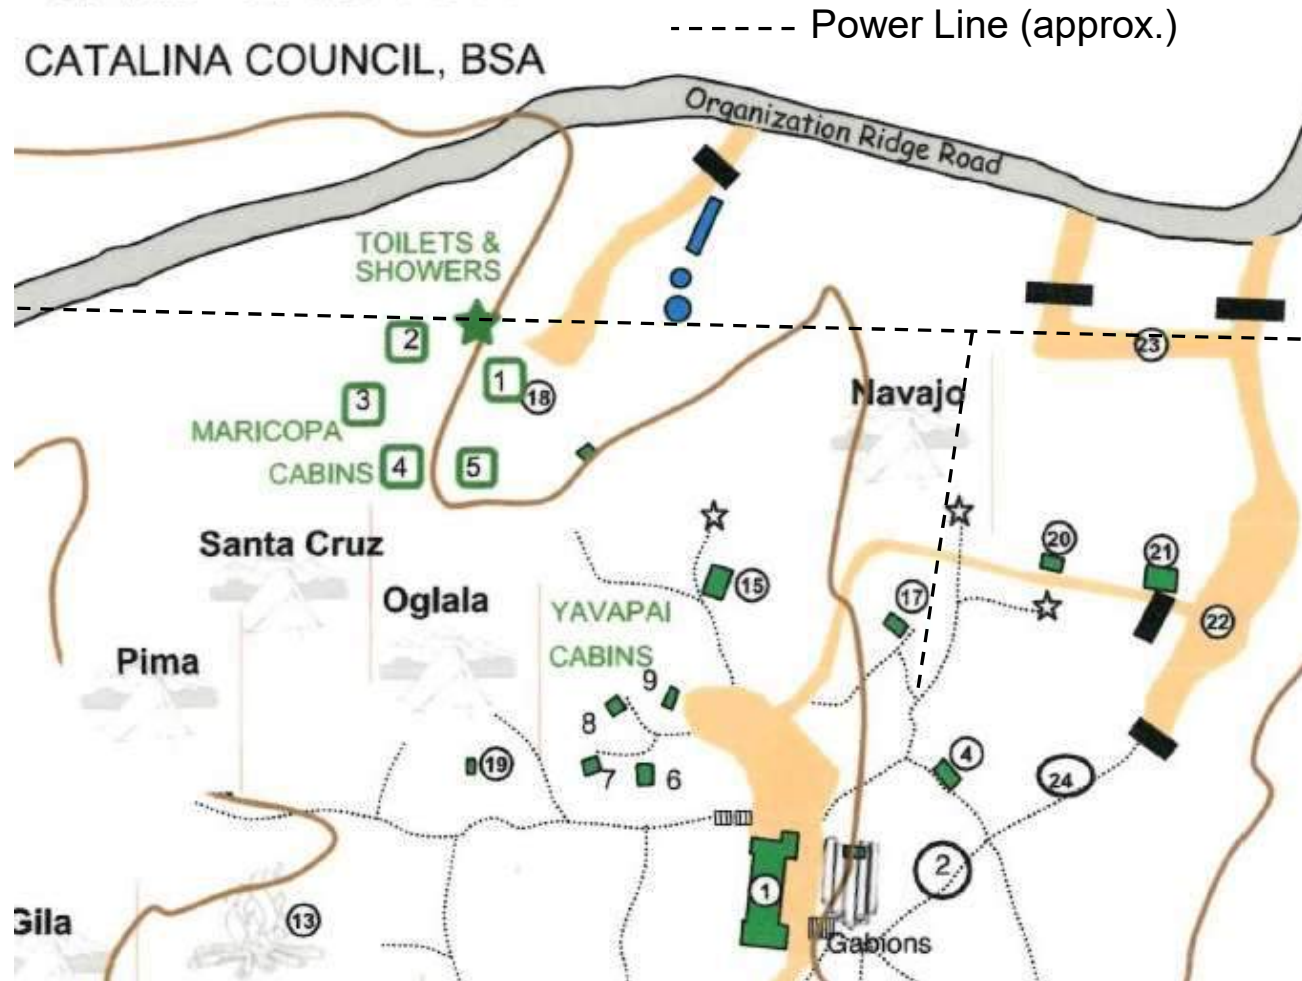 Power Line (approx.)
CATALINA COUNCIL, BSA
Organization Ridge Road
TOILETS &
SHOWERS
2
1
18
3
MARICOPA
CABINS
4
5
23
Navajo
Santa Cruz
Oglala
YAVAPAI
CABINS
Pima
15
17
20
21
22
9
8
7
6
19
4
24
2
1
13
Gila
Gabions